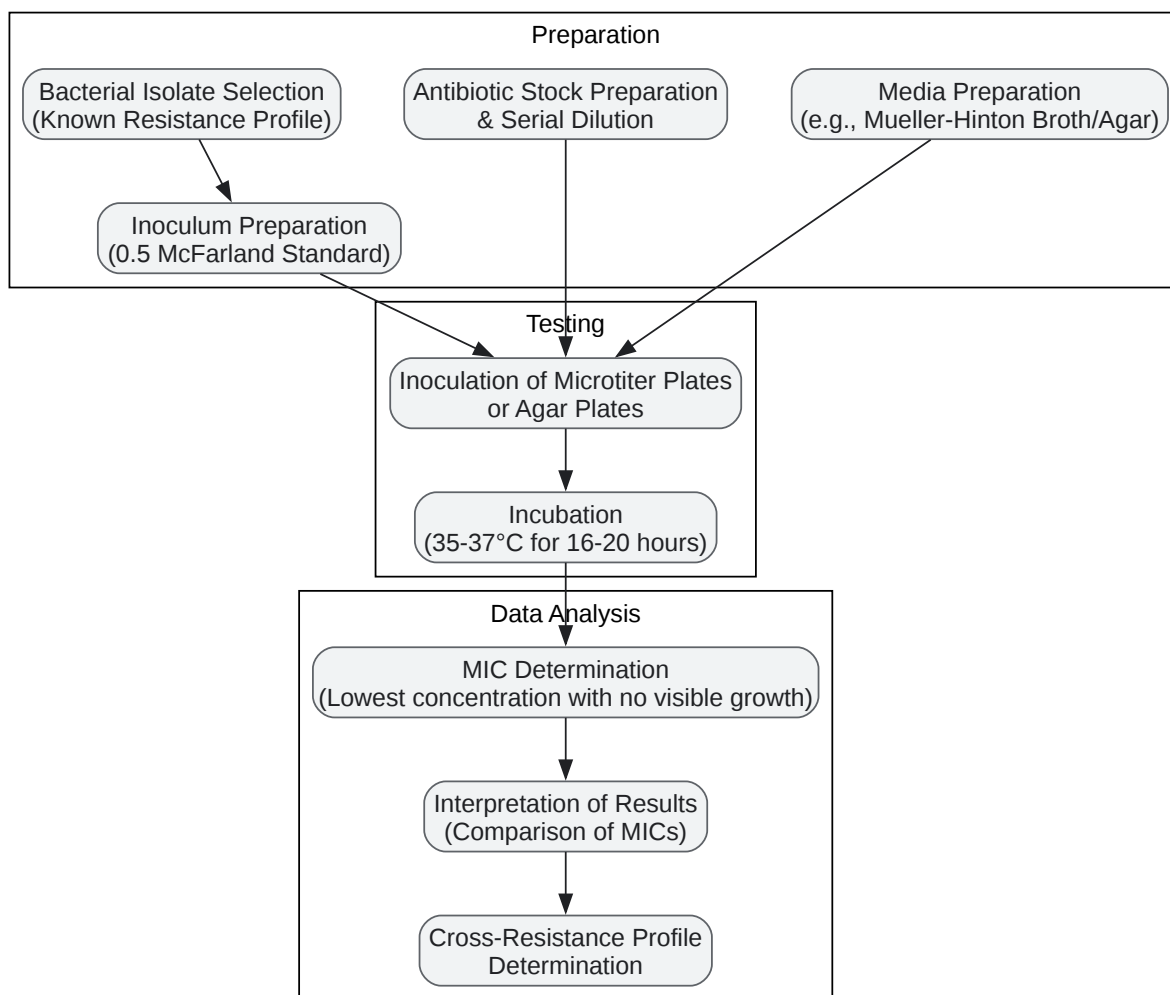 Preparation
Bacterial Isolate Selection
(Known Resistance Profile)
Antibiotic Stock Preparation
& Serial Dilution
Media Preparation
(e.g., Mueller-Hinton Broth/Agar)
Inoculum Preparation
(0.5 McFarland Standard)
Testing
Inoculation of Microtiter Plates
or Agar Plates
Incubation
(35-37°C for 16-20 hours)
Data Analysis
MIC Determination
(Lowest concentration with no visible growth)
Interpretation of Results
(Comparison of MICs)
Cross-Resistance Profile
Determination